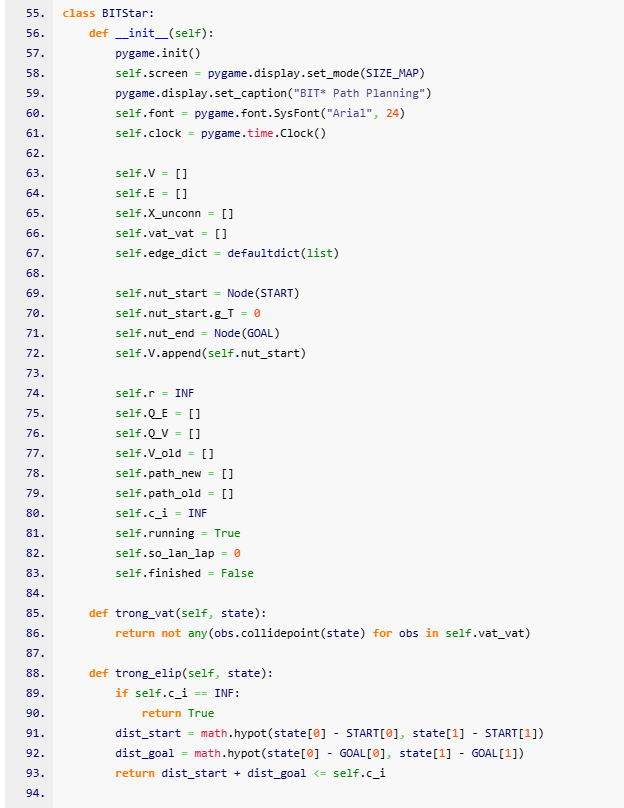 55. class BITStar:
56.     def __init__(self):
57.         pygame.init()
58.         self.screen = pygame.display.set_mode(SIZE_MAP)
59.         pygame.display.set_caption("BIT* Path Planning")
60.         self.font = pygame.font.SysFont("Arial", 24)
61.         self.clock = pygame.time.Clock()
62.
63.         self.V = []
64.         self.E = []
65.         self.X_unconn = []
66.         self.vat_vat = []
67.         self.edge_dict = defaultdict(list)
68.
69.         self.nut_start = Node(START)
70.         self.nut_start.g_T = 0
71.         self.nut_end = Node(GOAL)
72.         self.V.append(self.nut_start)
73.
74.         self.r = INF
75.         self.Q_E = []
76.         self.Q_V = []
77.         self.V_old = []
78.         self.path_new = []
79.         self.path_old = []
80.         self.c_i = INF
81.         self.running = True
82.         self.so_lan_lap = 0
83.         self.finished = False
84.
85.     def trong_vat(self, state):
86.         return not any(obs.collidepoint(state) for obs in self.vat_vat)
87.
88.     def trong_elip(self, state):
89.         if self.c_i == INF:
90.             return True
91.         dist_start = math.hypot(state[0] - START[0], state[1] - START[1])
92.         dist_goal = math.hypot(state[0] - GOAL[0], state[1] - GOAL[1])
93.         return dist_start + dist_goal <= self.c_i
94.